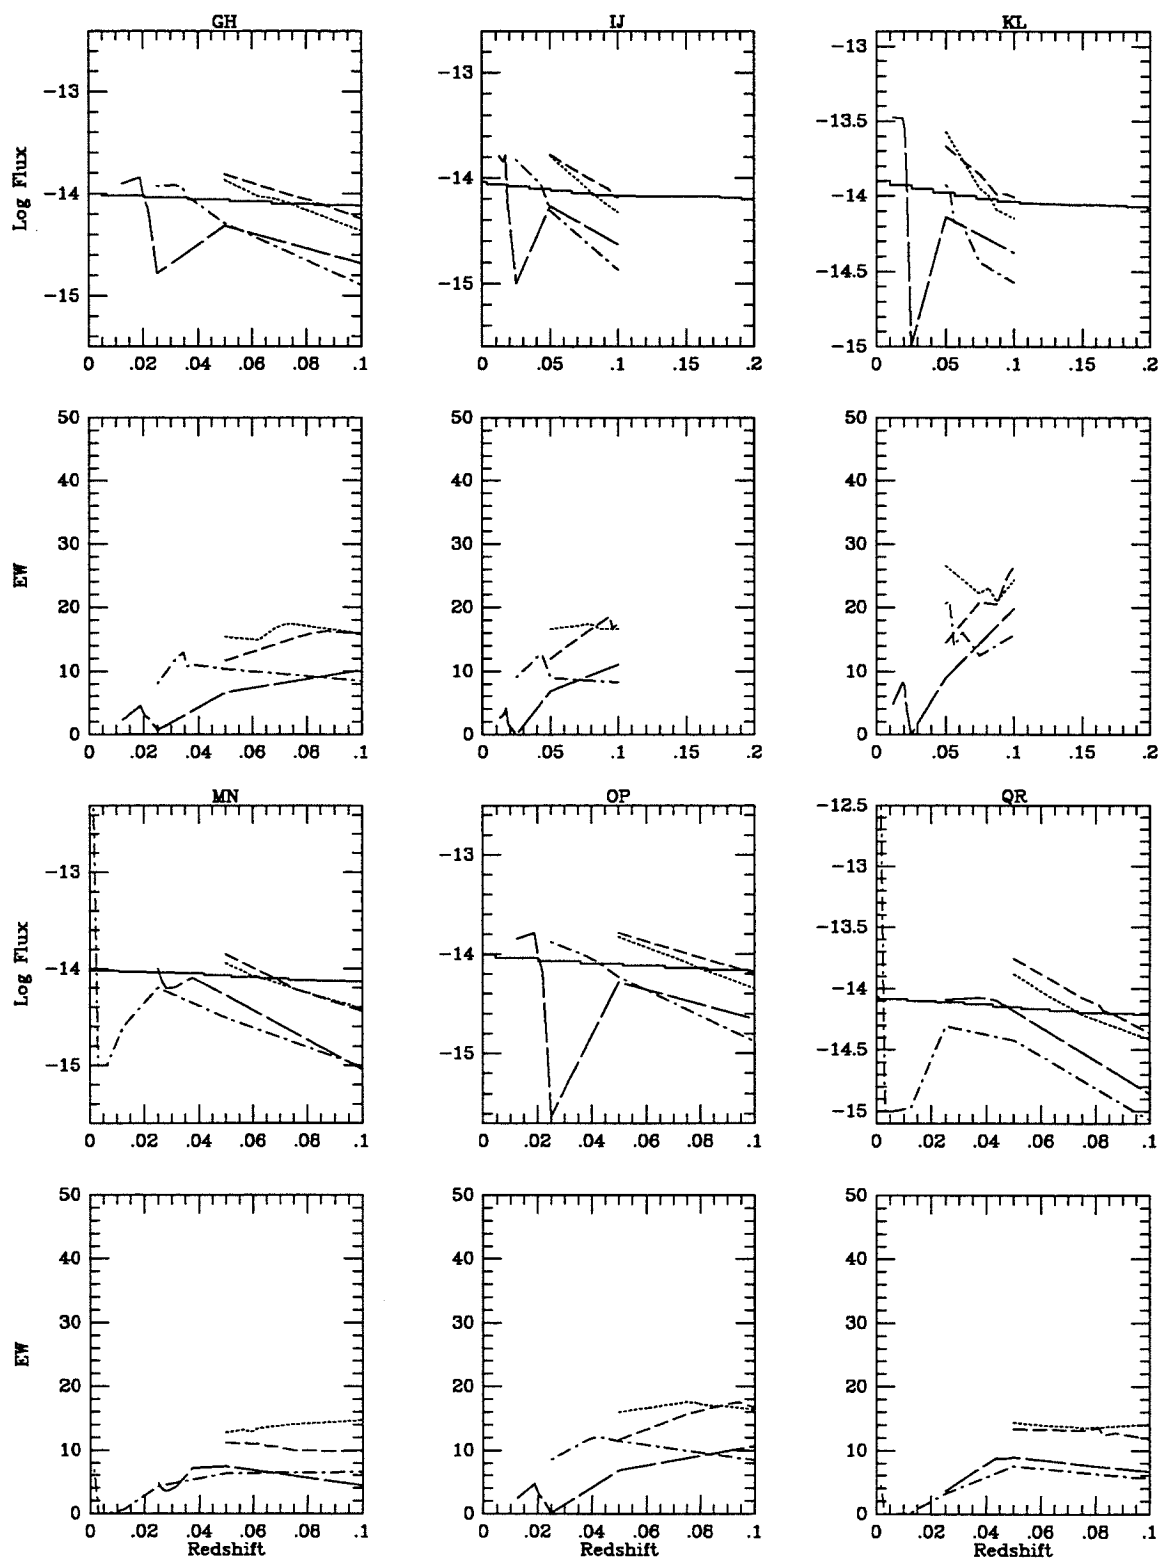 GH IJ KL
-13 -14 -15
Log Flux
0 .02 .04 .06 .08 .1
-13 -14 -15
0 .05 .1 .15 .2
-13 -13.5 -14 -14.5 -15
0 .05 .1 .15 .2
50 40 30 20 10 0
EW
0 .02 .04 .06 .08 .1
50 40 30 20 10 0
0 .05 .1 .15 .2
50 40 30 20 10 0
0 .05 .1 .15 .2
MN OP QR
-13 -14 -15
Log Flux
0 .02 .04 .06 .08 .1
-13 -14 -15
0 .02 .04 .06 .08 .1
-12.5 -13 -13.5 -14 -14.5 -15
0 .02 .04 .06 .08 .1
50 40 30 20 10 0
EW
0 .02 .04 .06 .08 .1
Redshift
50 40 30 20 10 0
0 .02 .04 .06 .08 .1
Redshift
50 40 30 20 10 0
0 .02 .04 .06 .08 .1
Redshift